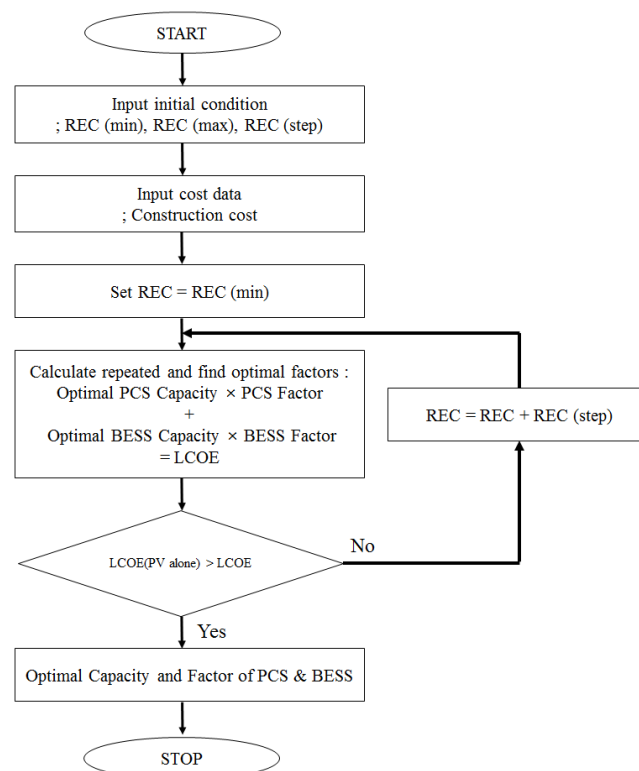 START
Input initial condition
; REC (min), REC (max), REC (step)
Input cost data
; Construction cost
Set REC = REC (min)
Calculate repeated and find optimal factors :
Optimal PCS Capacity × PCS Factor
+
Optimal BESS Capacity × BESS Factor
= LCOE
REC = REC + REC (step)
LCOE(PV alone) > LCOE
No
Yes
Optimal Capacity and Factor of PCS & BESS
STOP